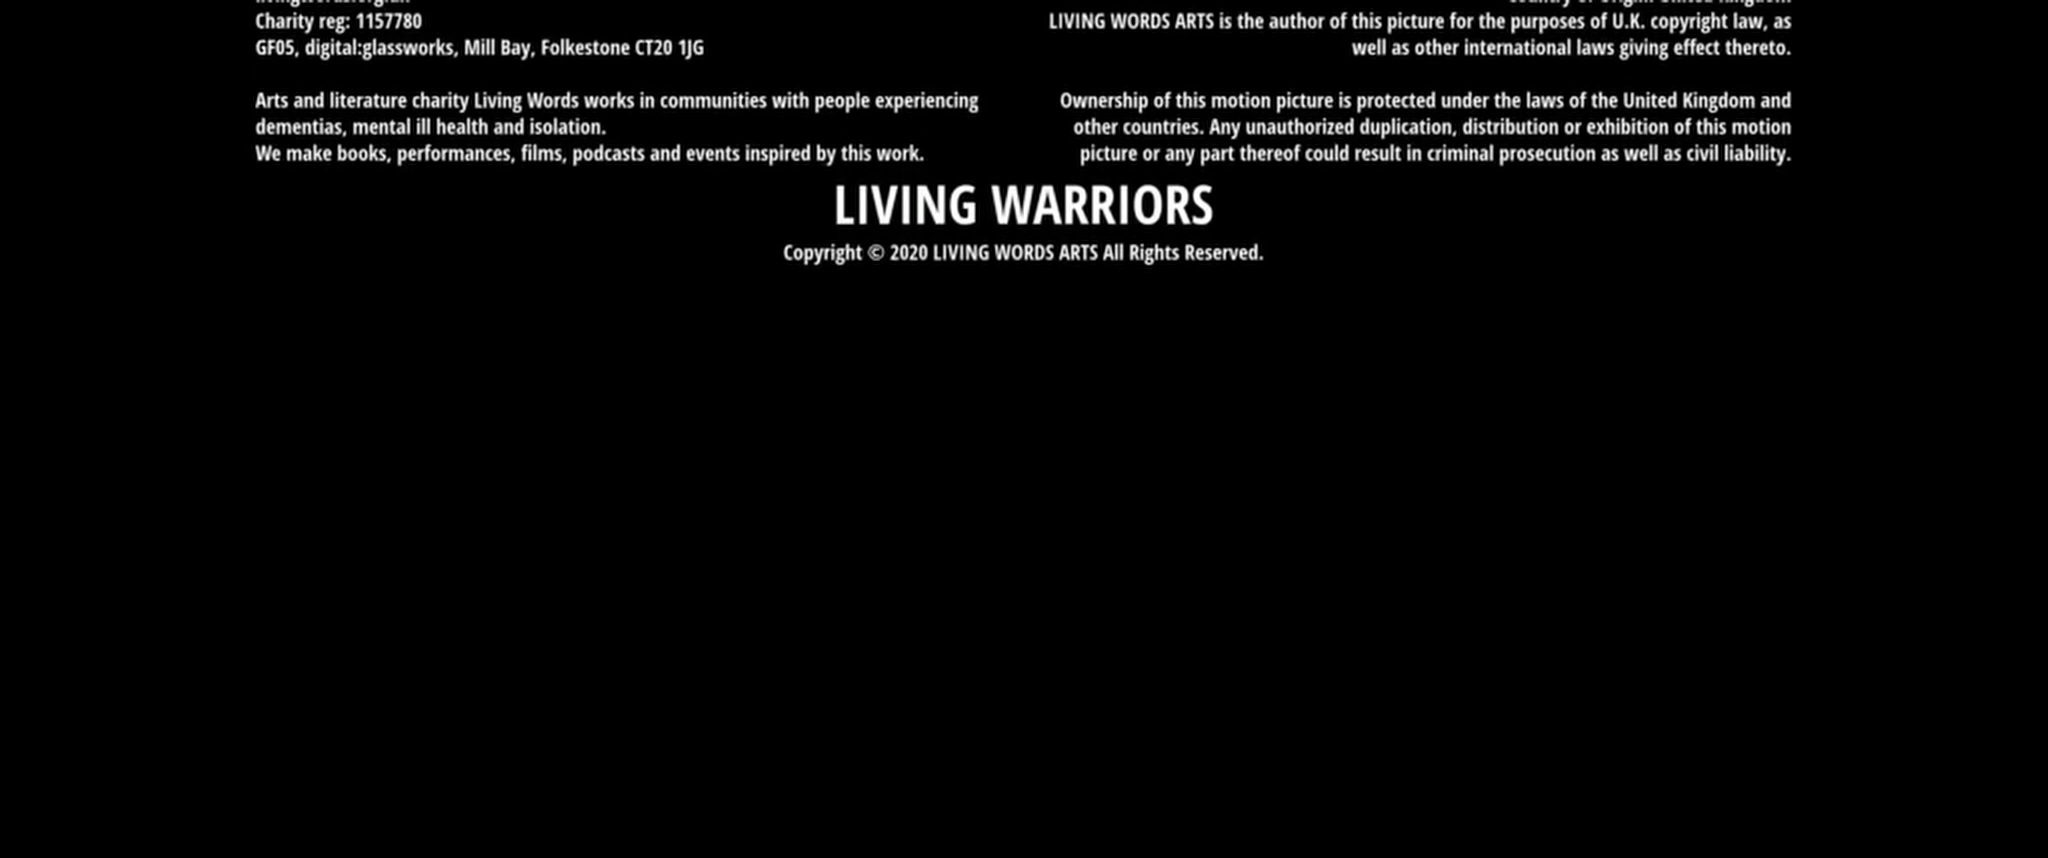 Charity reg: 1157780
GF05, digital:glassworks, Mill Bay, Folkestone CT20 1JG
Arts and literature charity Living Words works in communities with people experiencing
dementias, mental ill health and isolation.
We make books, performances, films, podcasts and events inspired by this work.
LIVING WORDS ARTS is the author of this picture for the purposes of U.K. copyright law, as
well as other international laws giving effect thereto.
Ownership of this motion picture is protected under the laws of the United Kingdom and
other countries. Any unauthorized duplication, distribution or exhibition of this motion
picture or any part thereof could result in criminal prosecution as well as civil liability.
LIVING WARRIORS
Copyright © 2020 LIVING WORDS ARTS All Rights Reserved.